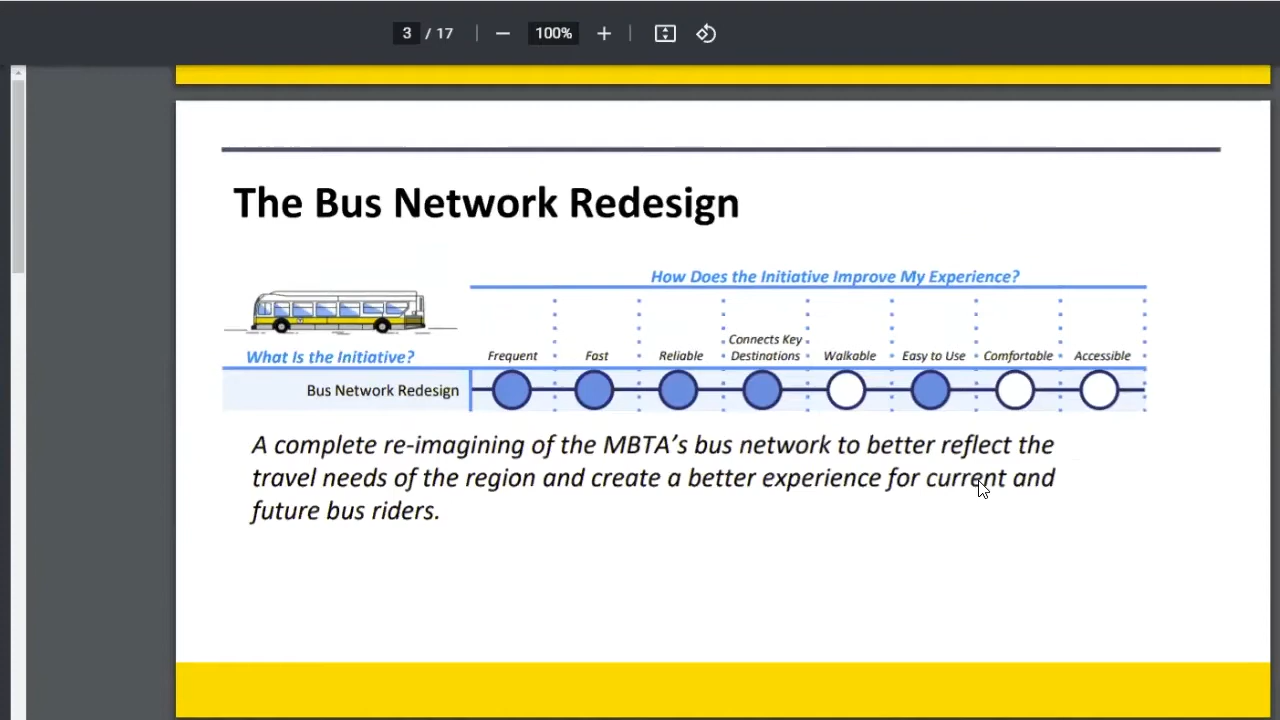 3 / 17 100%
The Bus Network Redesign
How Does the Initiative Improve My Experience?
What Is the Initiative?
Frequent Fast Reliable Connects Key Destinations Walkable Easy to Use Comfortable Accessible
Bus Network Redesign
A complete re-imagining of the MBTA's bus network to better reflect the
travel needs of the region and create a better experience for current and
future bus riders.